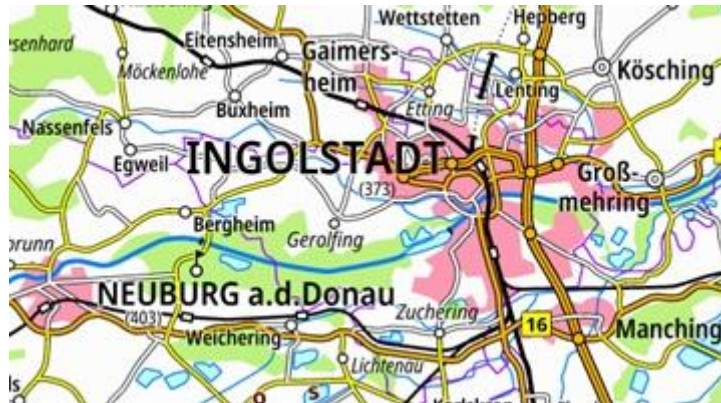 Wettstetten
Hepberg
Eitensheim
Gaimers-
heim
Möckenlohe
Kösching
Lenting
Etting
Buxheim
Nassenfels
Egweil
INGOLSTADT
(373)
Groß-
mehring
Bergheim
Gerolfing
NEUBURG a.d.Donau
(403)
Zuchering
16
Weichering
Manching
Lichtenau